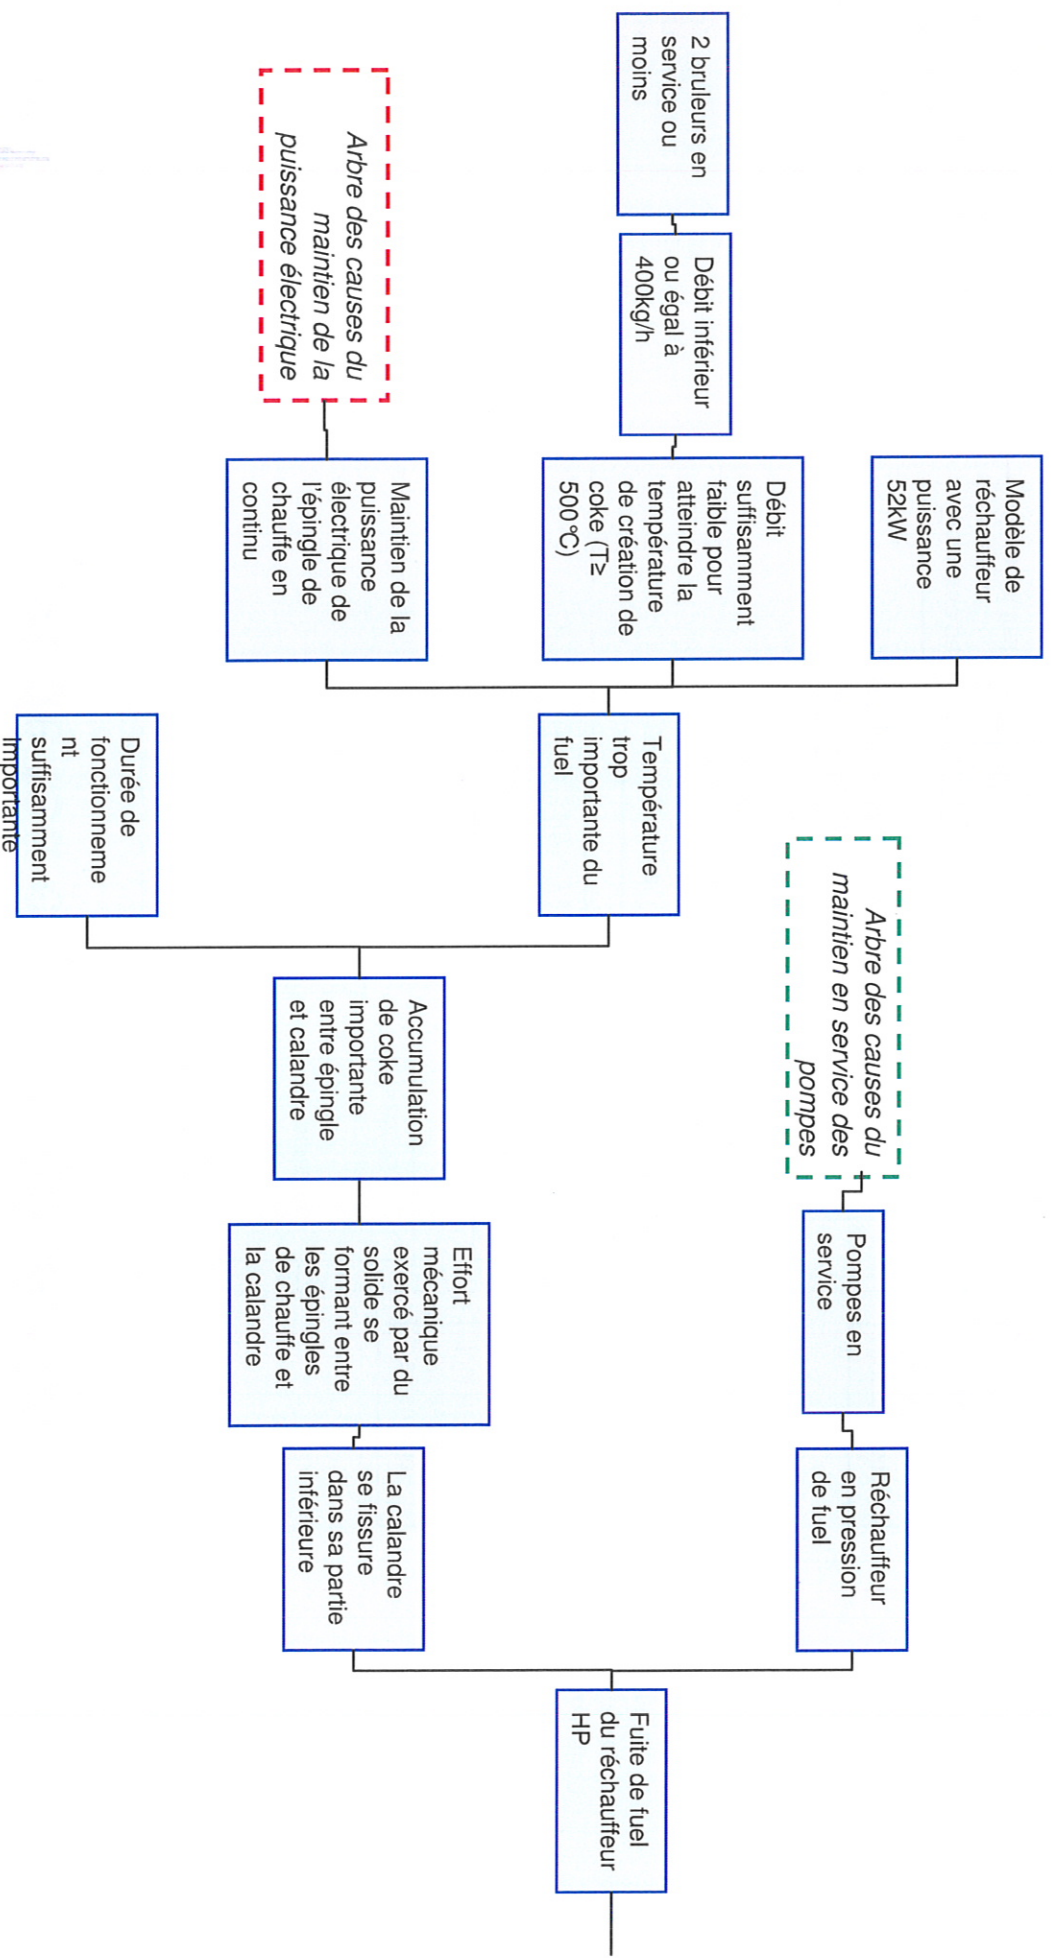 Modèle de
réchauffeur
avec une
puissance
52kW
2 bruleurs en
service ou
moins
Débit inférieur
ou égal à
400kg/h
Débit
suffisamment
faible pour
atteindre la
température
de création de
coke (T≥
500°C)
Arbre des causes du
maintien de la
puissance électrique
Maintien de la
puissance
électrique de
l'épingle de
chauffe en
continu
Température
trop
importante du
fuel
Durée de
fonctionneme
nt
suffisamment
importante
Arbre des causes du
maintien en service des
pompes
Pompes en
service
Réchauffeur
en pression
de fuel
Accumulation
de coke
importante
entre épingle
et calandre
Effort
mécanique
exercé par du
solide se
formant entre
les épingles
de chauffe et
la calandre
La calandre
se fissure
dans sa partie
inférieure
Fuite de fuel
du réchauffeur
HP